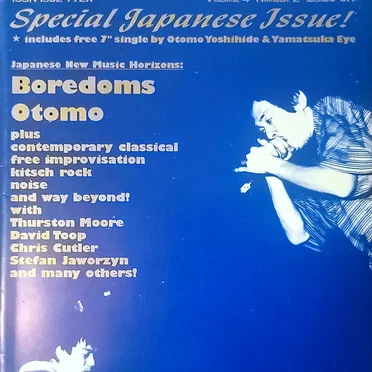 Special Japanese Issue!
★ includes free 7" single by Otomo Yoshihide & Yamatsuka Eye
Japanese New Music Horizons:
Boredoms
Otomo
plus
contemporary classical
free improvisation
kitsch rock
noise
and way beyond!
with
Thurston Moore
David Toop
Chris Cutler
Stefan Jaworzyn
and many others!